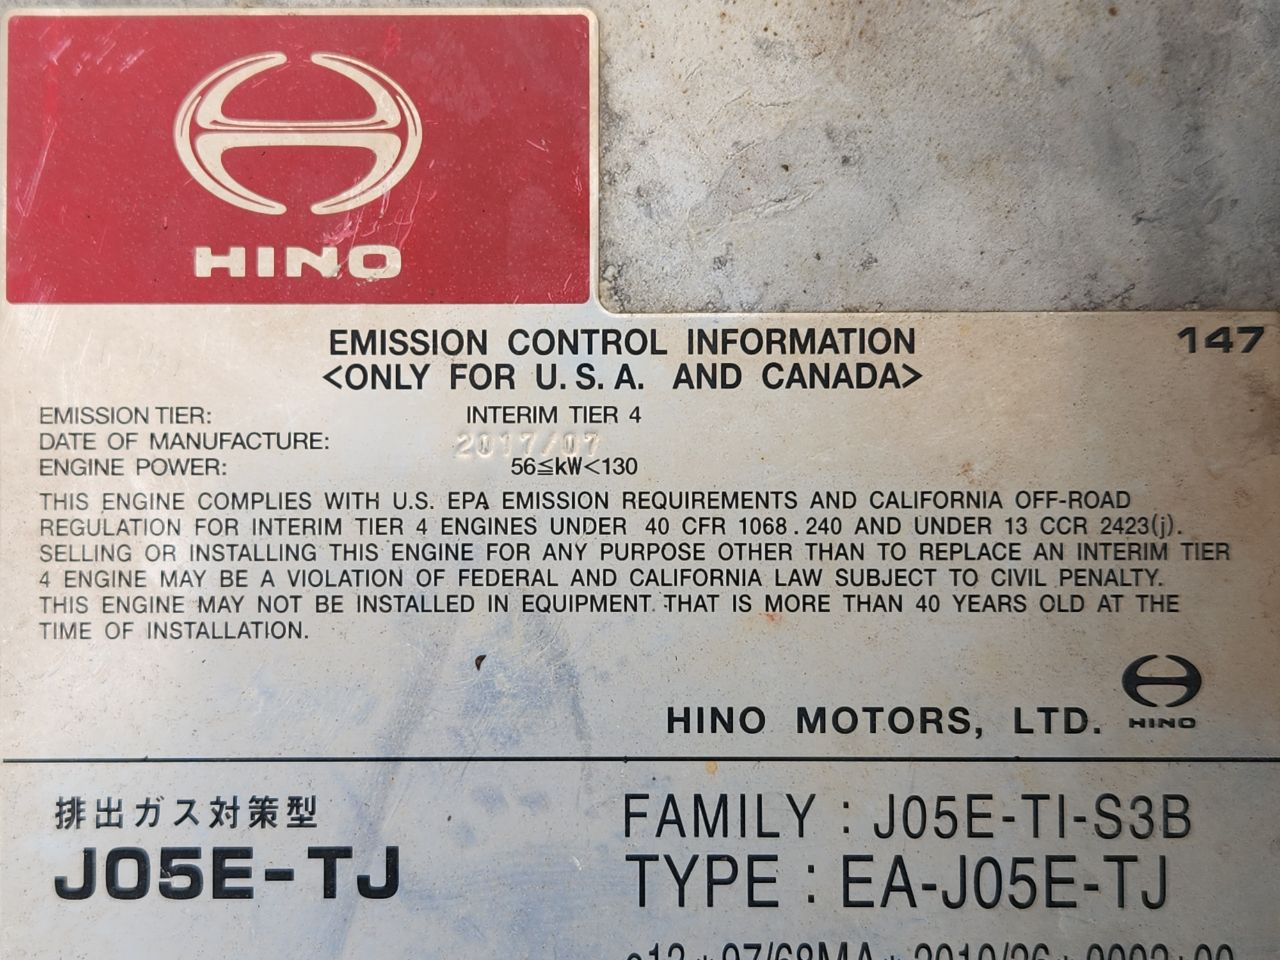 HINO
EMISSION CONTROL INFORMATION
147
<ONLY FOR U.S.A. AND CANADA>
EMISSION TIER: INTERIM TIER 4
DATE OF MANUFACTURE: 2017/07
ENGINE POWER: 56≦kW<130
THIS ENGINE COMPLIES WITH U.S. EPA EMISSION REQUIREMENTS AND CALIFORNIA OFF-ROAD
REGULATION FOR INTERIM TIER 4 ENGINES UNDER 40 CFR 1068.240 AND UNDER 13 CCR 2423(j).
SELLING OR INSTALLING THIS ENGINE FOR ANY PURPOSE OTHER THAN TO REPLACE AN INTERIM TIER
4 ENGINE MAY BE A VIOLATION OF FEDERAL AND CALIFORNIA LAW SUBJECT TO CIVIL PENALTY.
THIS ENGINE MAY NOT BE INSTALLED IN EQUIPMENT THAT IS MORE THAN 40 YEARS OLD AT THE
TIME OF INSTALLATION.
HINO MOTORS, LTD. HINO
排出ガス対策型
J05E-TJ
FAMILY : J05E-TI-S3B
TYPE : EA-J05E-TJ